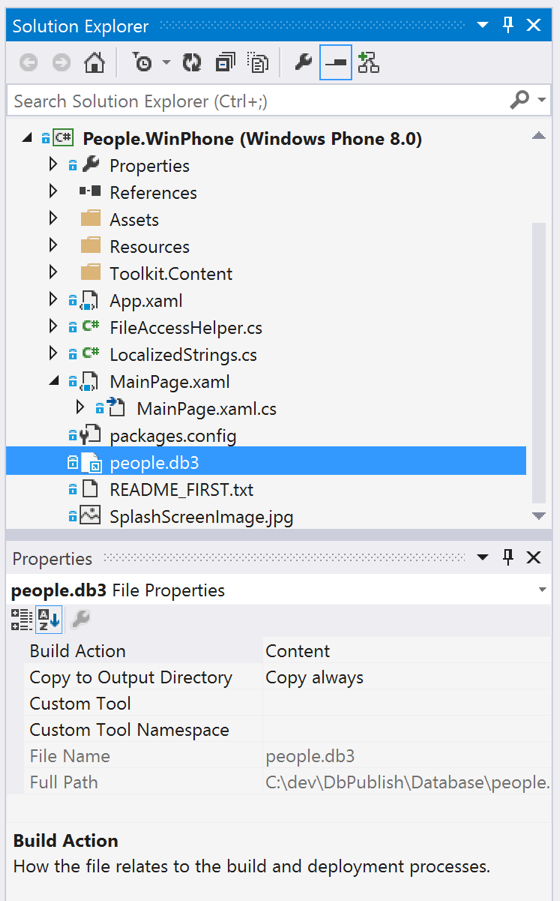 Solution Explorer
Search Solution Explorer (Ctrl+;)
C# People.WinPhone (Windows Phone 8.0)
Properties
References
Assets
Resources
Toolkit.Content
App.xaml
C# FileAccessHelper.cs
C# LocalizedStrings.cs
MainPage.xaml
MainPage.xaml.cs
packages.config
people.db3
README_FIRST.txt
SplashScreenImage.jpg
Properties
people.db3 File Properties
A Z
Build Action Content
Copy to Output Directory Copy always
Custom Tool
Custom Tool Namespace
File Name people.db3
Full Path C:\dev\DbPublish\Database\people.
Build Action
How the file relates to the build and deployment processes.